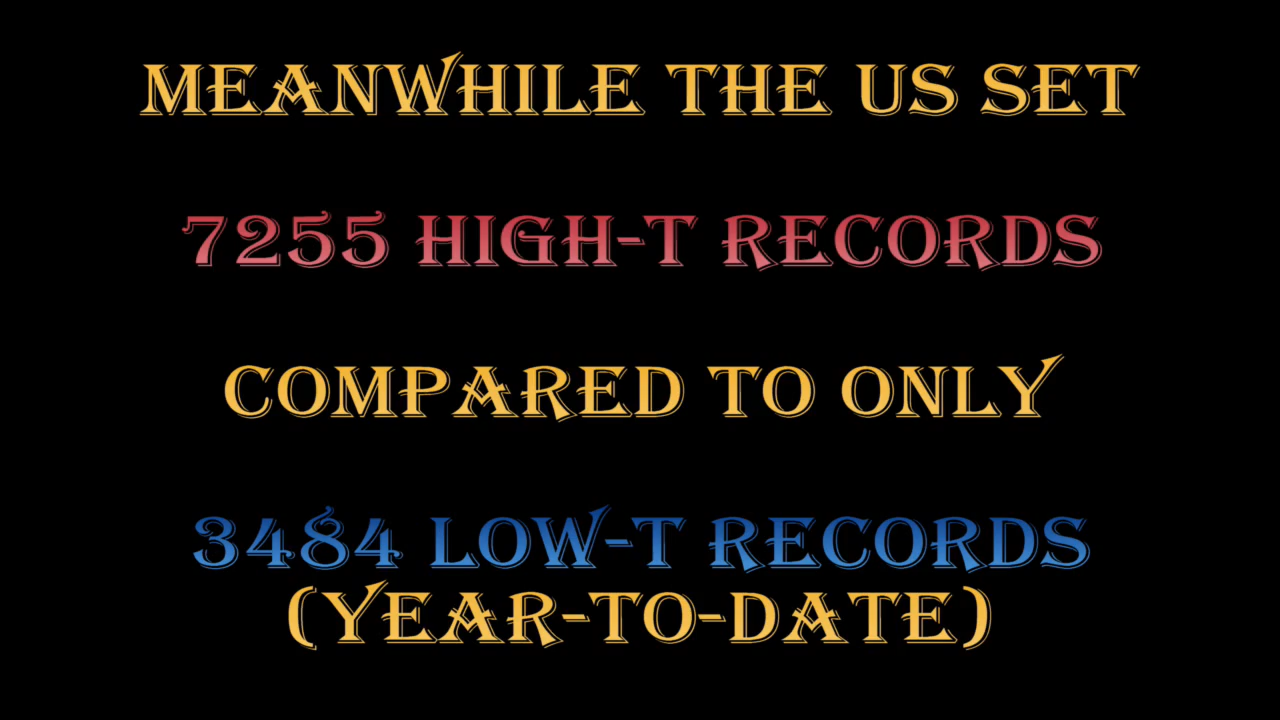 MEANWHILE THE US SET
7255 HIGH-T RECORDS
COMPARED TO ONLY
3484 LOW-T RECORDS
(YEAR-TO-DATE)